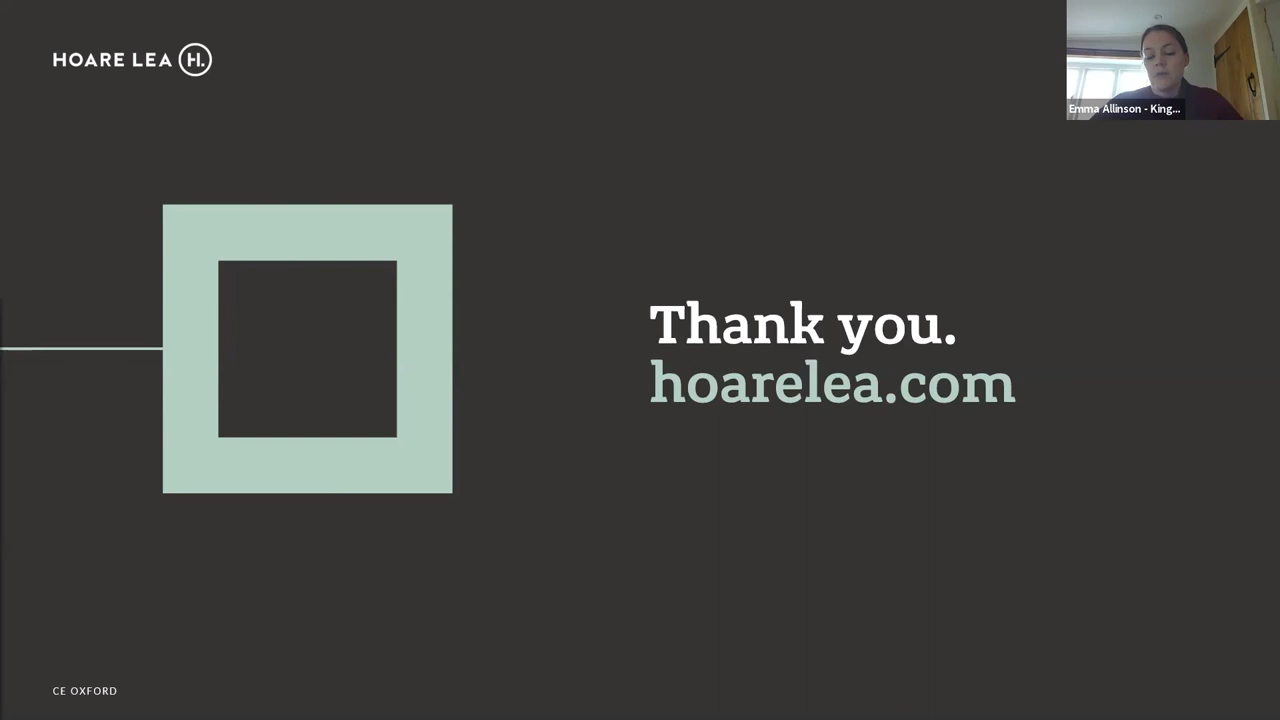 HOARE LEA H.
Emma Allinson - King...
Thank you.
hoarelea.com
CE OXFORD